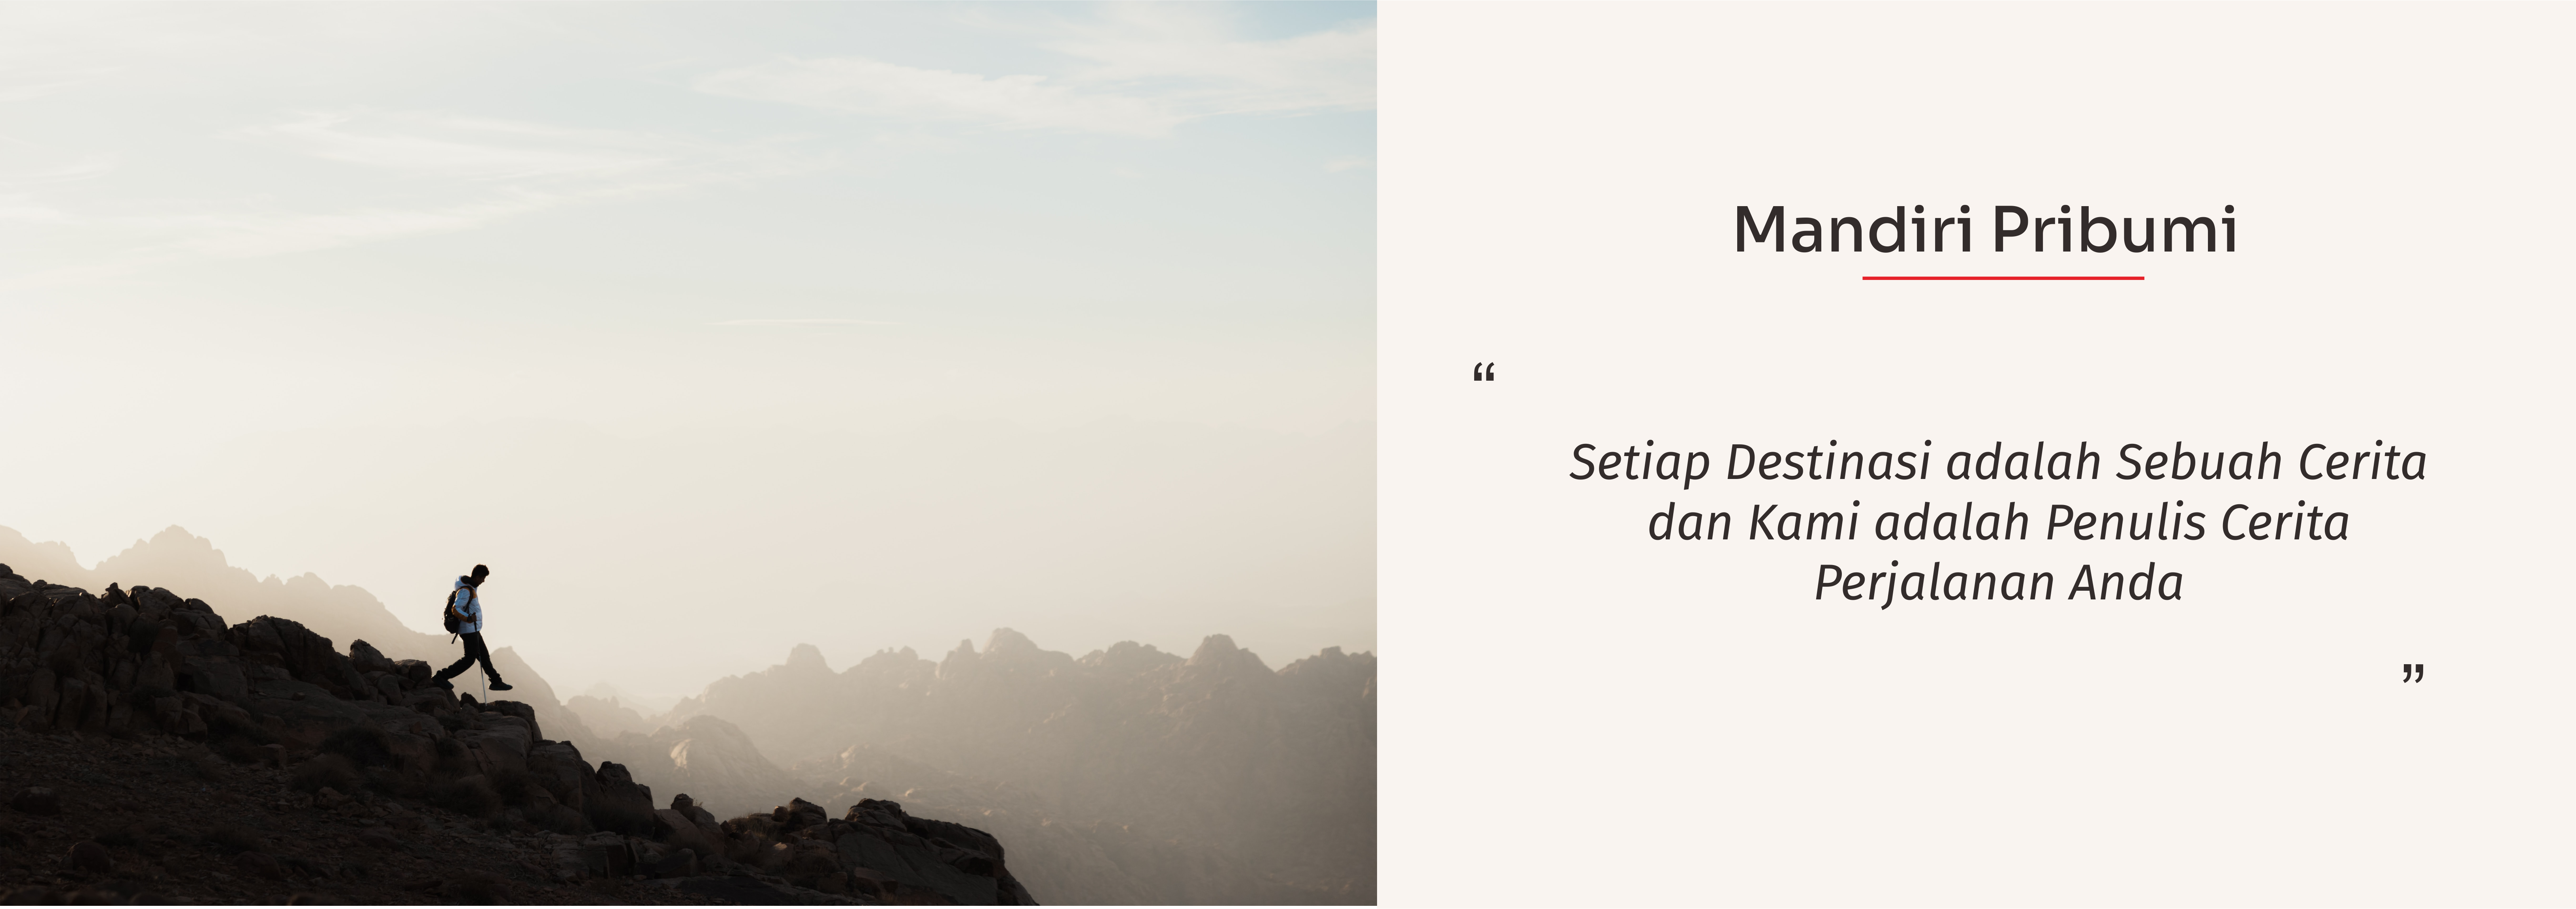 Mandiri Pribumi
“
Setiap Destinasi adalah Sebuah Cerita
dan Kami adalah Penulis Cerita
Perjalanan Anda
”